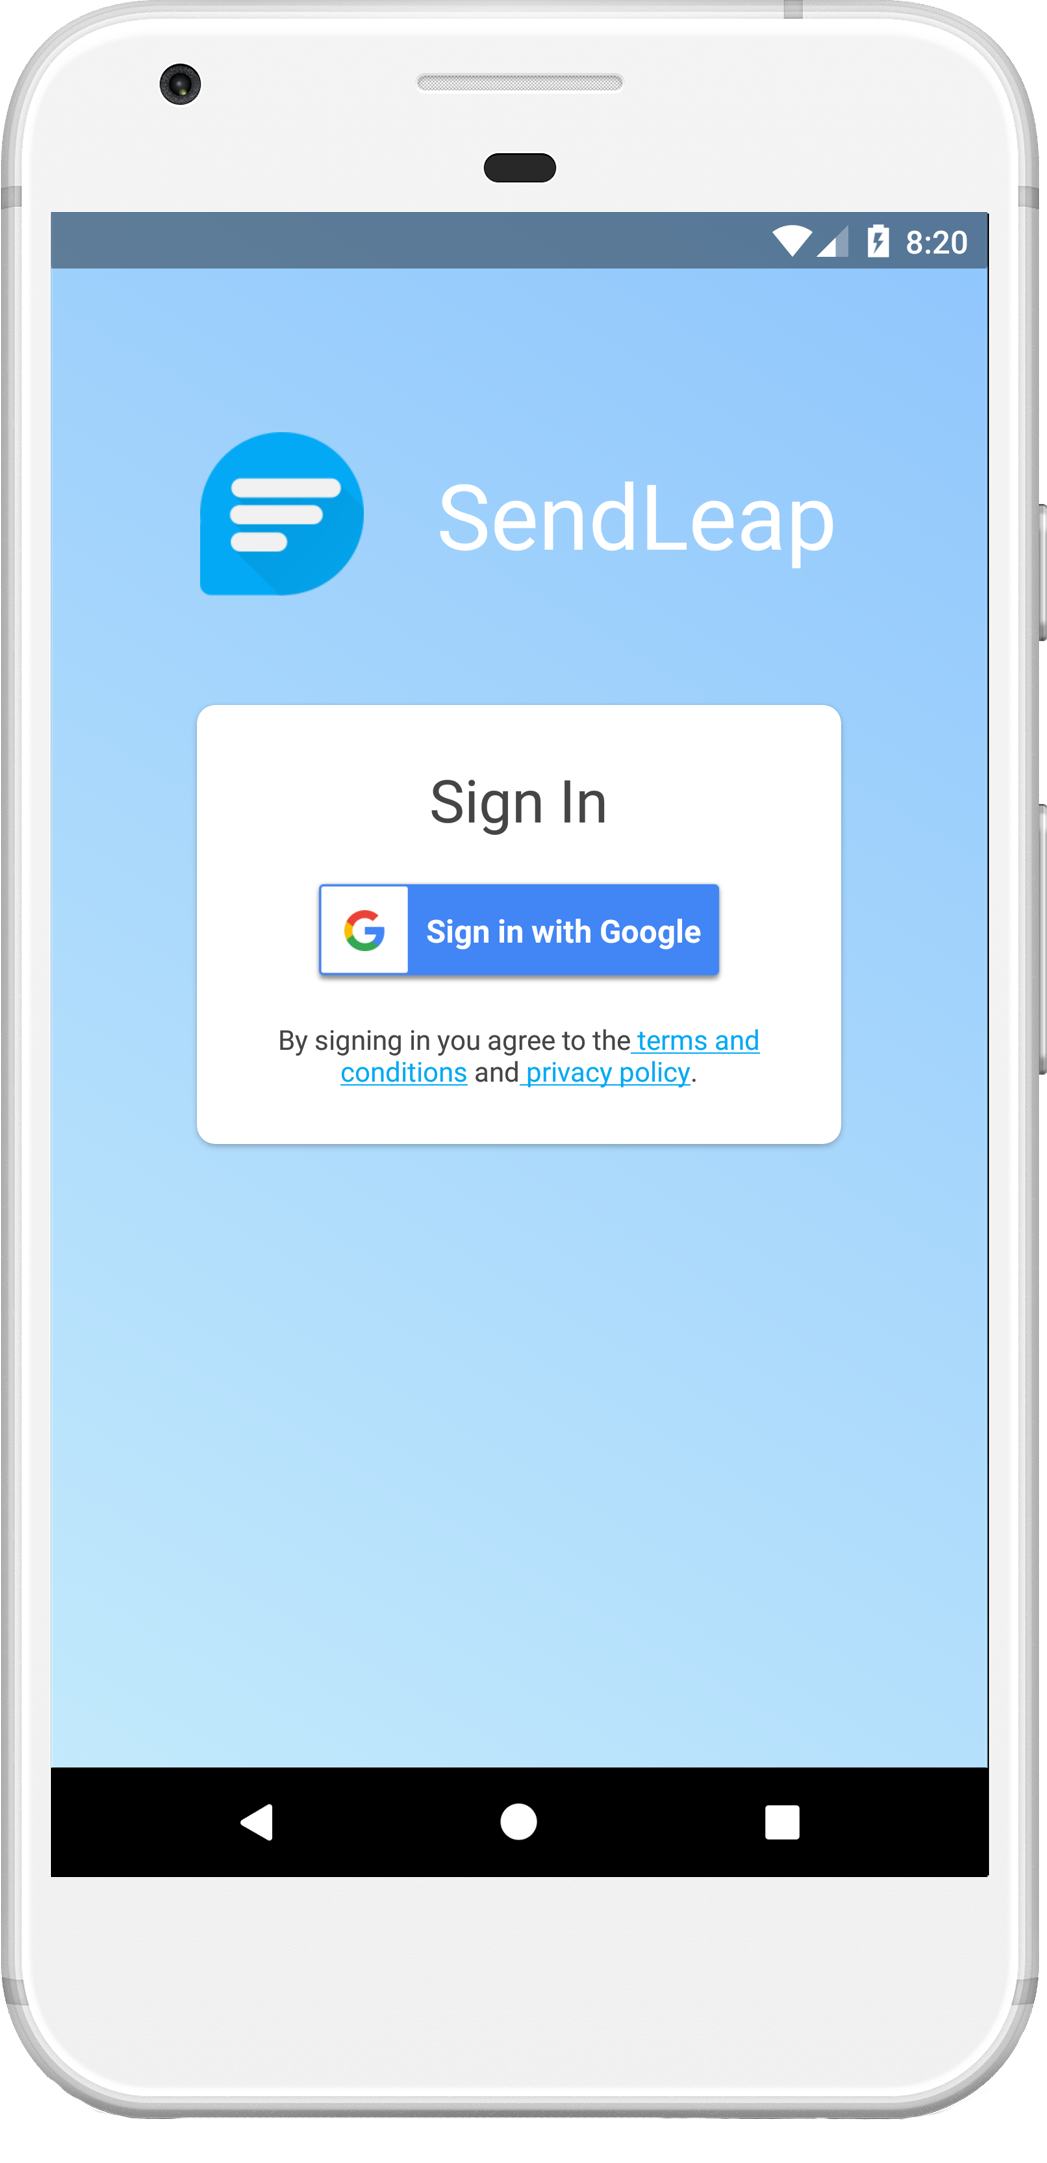 8:20
SendLeap
Sign In
Sign in with Google
By signing in you agree to the terms and
conditions and privacy policy.